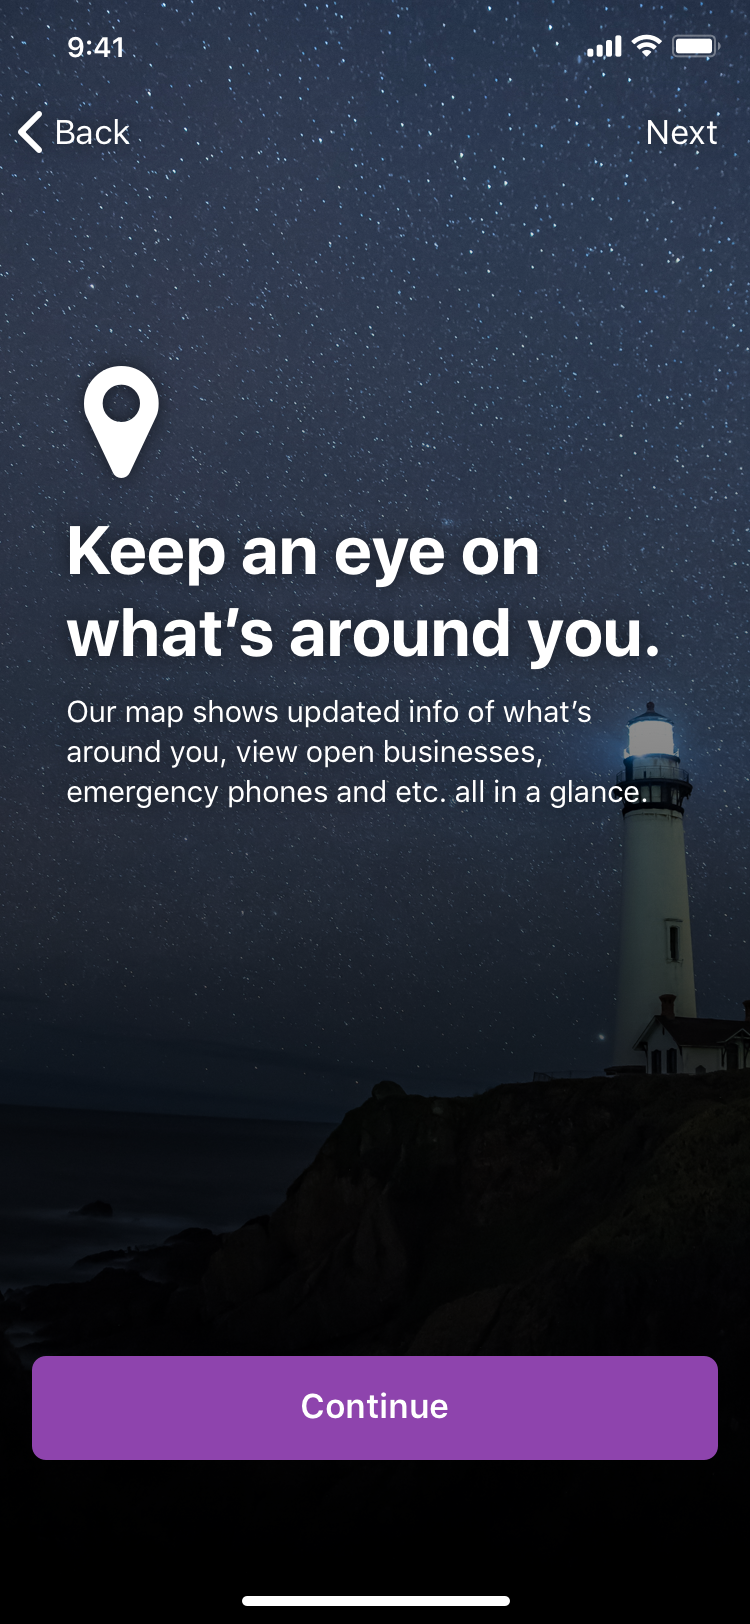 9:41
Back
Next
Keep an eye on
what’s around you.
Our map shows updated info of what’s
around you, view open businesses,
emergency phones and etc. all in a glance.
Continue